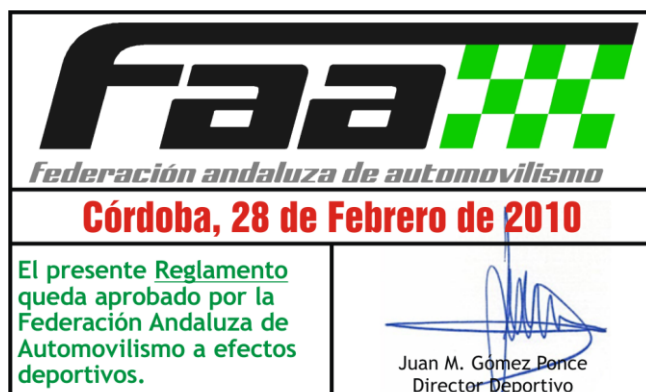 faa
federación andaluza de automovilismo
Córdoba, 28 de Febrero de 2010
El presente Reglamento
queda aprobado por la
Federación Andaluza de
Automovilismo a efectos
deportivos.
Juan M. Gómez Ponce
Director Deportivo